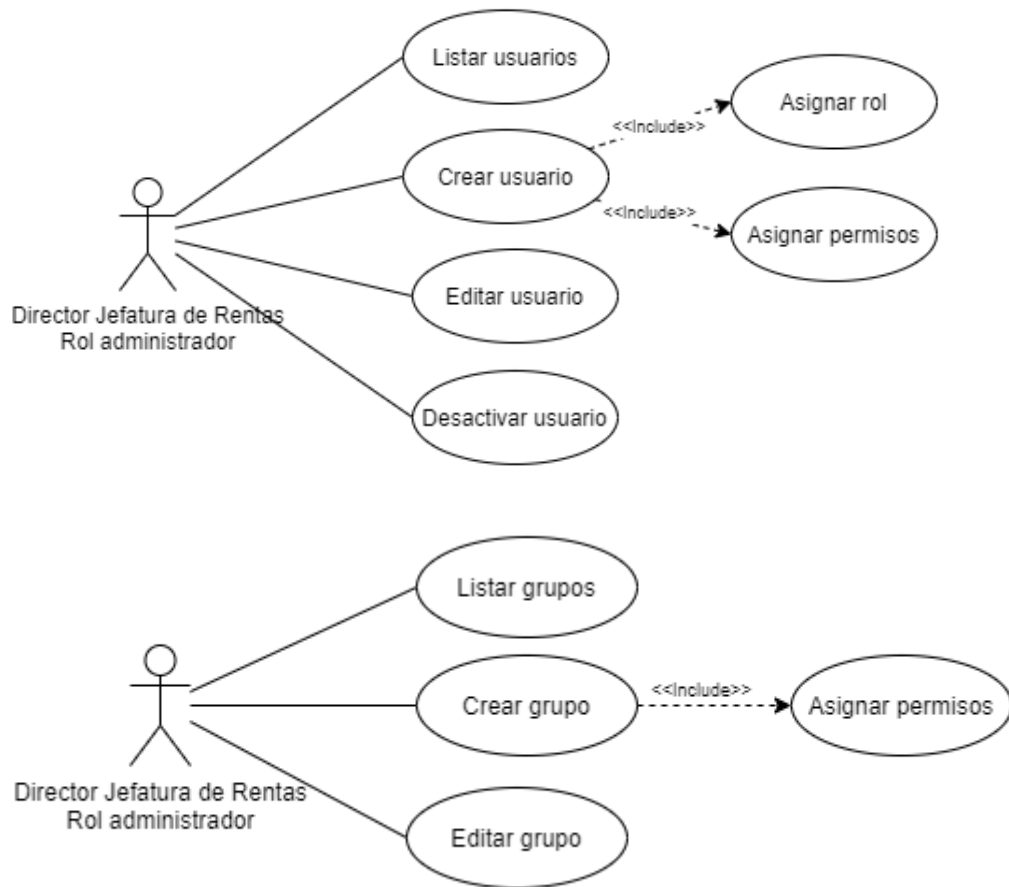 Listar usuarios
Asignar rol
<<Include>>
Crear usuario
<<Include>>
Asignar permisos
Editar usuario
Director Jefatura de Rentas
Rol administrador
Desactivar usuario
Listar grupos
<<Include>>
Crear grupo
Asignar permisos
Director Jefatura de Rentas
Rol administrador
Editar grupo